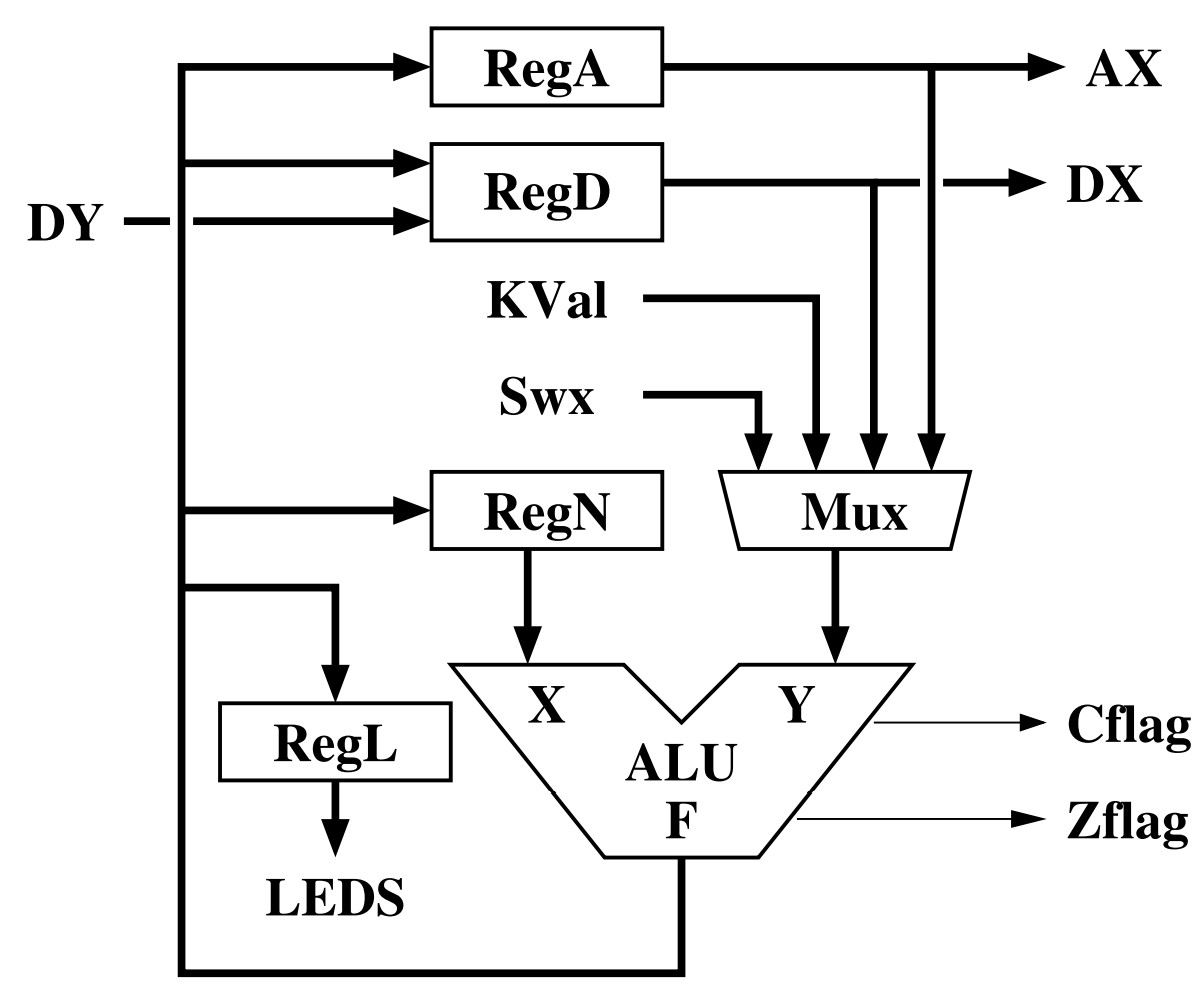 RegA
AX
RegD
DX
DY
KVal
Swx
RegN
Mux
X
Y
Cflag
RegL
ALU
F
Zflag
LEDS